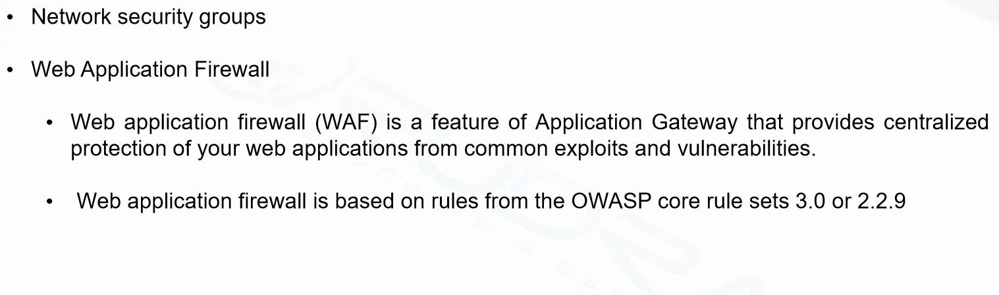 • Network security groups
• Web Application Firewall
• Web application firewall (WAF) is a feature of Application Gateway that provides centralized
protection of your web applications from common exploits and vulnerabilities.
• Web application firewall is based on rules from the OWASP core rule sets 3.0 or 2.2.9